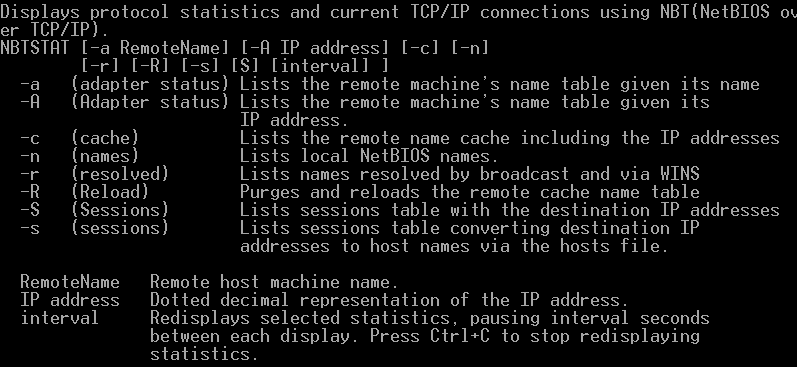 Displays protocol statistics and current TCP/IP connections using NBT(NetBIOS ov
er TCP/IP).
NBTSTAT [-a RemoteName] [-A IP address] [-c] [-n]
        [-r] [-R] [-s] [S] [interval] ]
  -a   (adapter status) Lists the remote machine's name table given its name
  -A   (Adapter status) Lists the remote machine's name table given its
                        IP address.
  -c   (cache)          Lists the remote name cache including the IP addresses
  -n   (names)          Lists local NetBIOS names.
  -r   (resolved)       Lists names resolved by broadcast and via WINS
  -R   (Reload)         Purges and reloads the remote cache name table
  -S   (Sessions)       Lists sessions table with the destination IP addresses
  -s   (sessions)       Lists sessions table converting destination IP
                        addresses to host names via the hosts file.
  RemoteName   Remote host machine name.
  IP address   Dotted decimal representation of the IP address.
  interval     Redisplays selected statistics, pausing interval seconds
               between each display. Press Ctrl+C to stop redisplaying
               statistics.